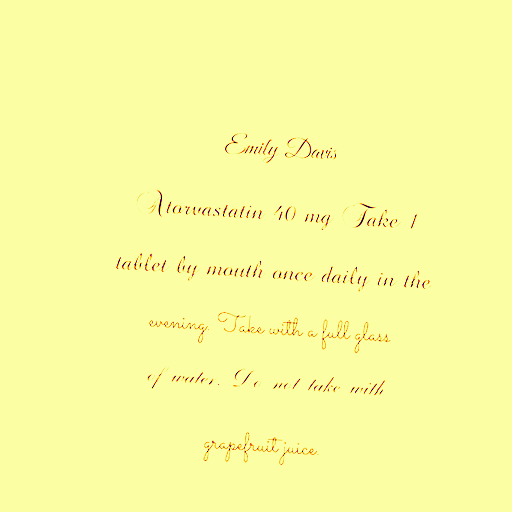 Emily Davis
Atorvastatin 40 mg Take 1
tablet by mouth once daily in the
evening. Take with a full glass
of water. Do not take with
grapefruit juice.